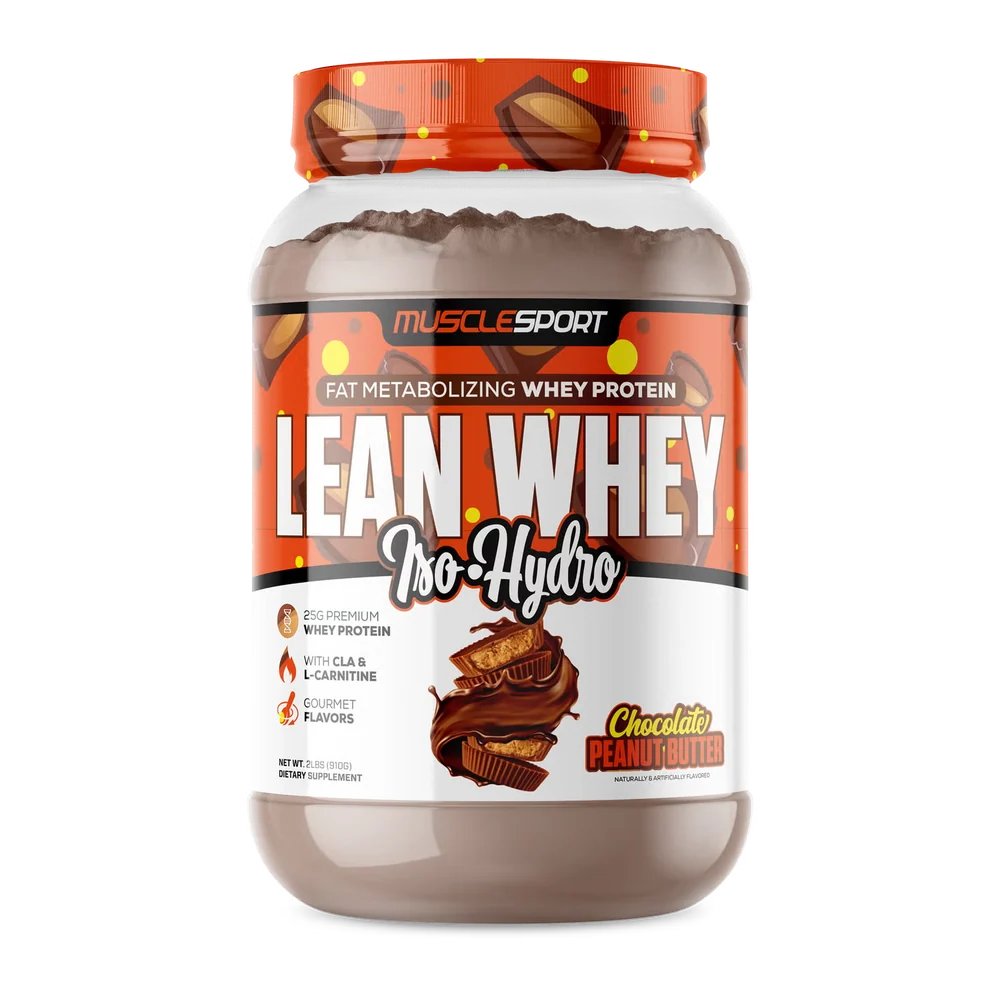 MUSCLESPORT
FAT METABOLIZING WHEY PROTEIN
LEAN WHEY
Iso•Hydro
25G PREMIUM
WHEY PROTEIN
WITH CLA &
L-CARNITINE
GOURMET
FLAVORS
NET WT. 2LBS (910G)
DIETARY SUPPLEMENT
Chocolate
PEANUT BUTTER
NATURALLY & ARTIFICIALLY FLAVORED